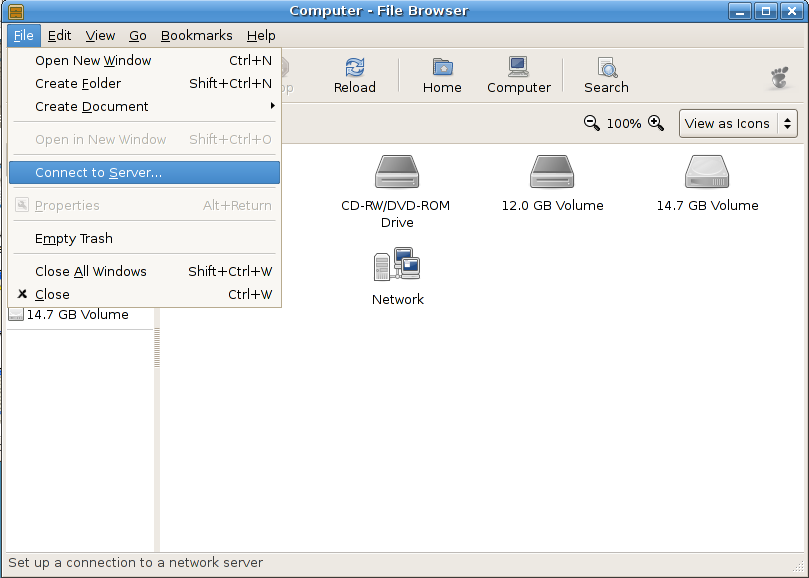 Computer - File Browser
File Edit View Go Bookmarks Help
Open New Window Ctrl+N
Create Folder Shift+Ctrl+N
Create Document
Open in New Window Shift+Ctrl+O
Connect to Server...
Properties Alt+Return
Empty Trash
Close All Windows Shift+Ctrl+W
Close Ctrl+W
Reload Home Computer Search
100% View as Icons
CD-RW/DVD-ROM
Drive
12.0 GB Volume
14.7 GB Volume
Network
14.7 GB Volume
Set up a connection to a network server